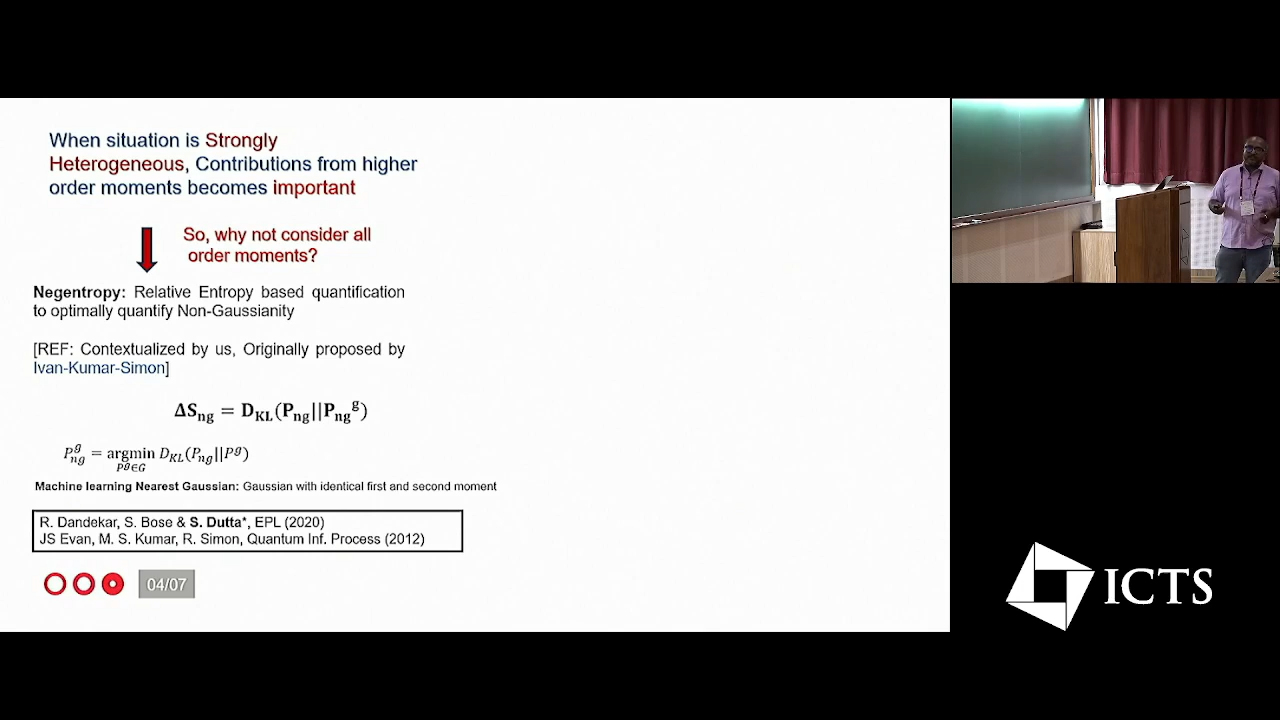 When situation is Strongly
Heterogeneous, Contributions from higher
order moments becomes important
So, why not consider all
order moments?
Negentropy: Relative Entropy based quantification
to optimally quantify Non-Gaussianity
[REF: Contextualized by us, Originally proposed by
Ivan-Kumar-Simon]
ΔS_ng = D_KL(P_ng||P_ng^g)
P_ng^g = argmin D_KL(P_ng||P^g)
P^g∈G
Machine learning Nearest Gaussian: Gaussian with identical first and second moment
R. Dandekar, S. Bose & S. Dutta*, EPL (2020)
JS Evan, M. S. Kumar, R. Simon, Quantum Inf. Process (2012)
04/07
ICTS